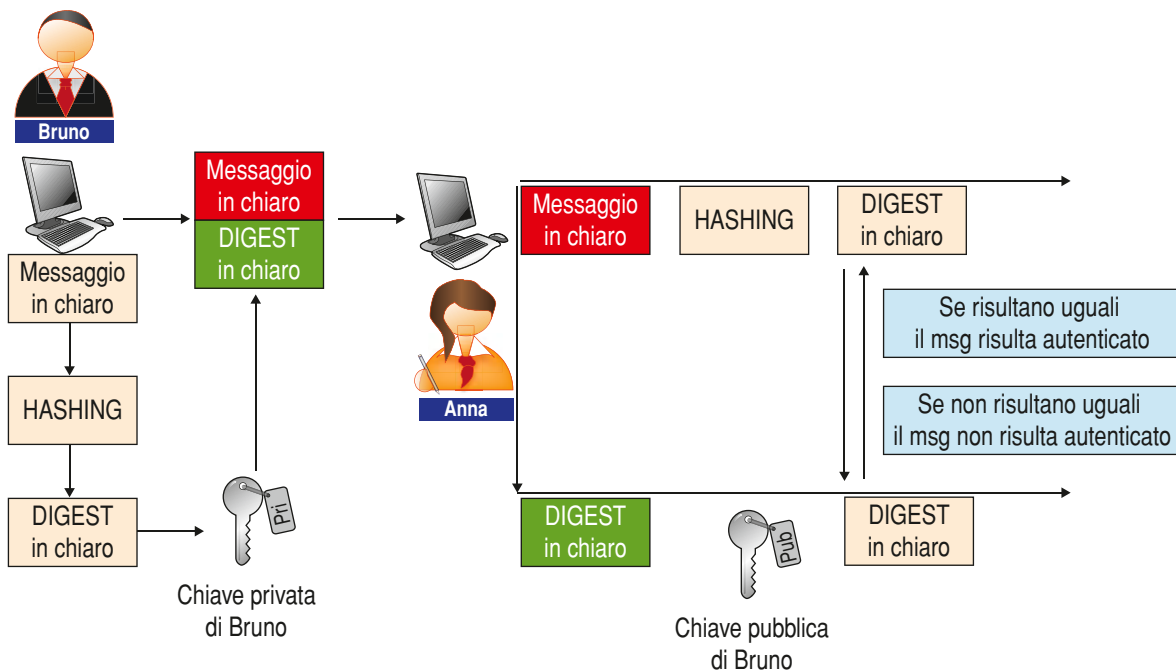 Bruno
Messaggio
in chiaro
HASHING
DIGEST
in chiaro
Pri
Chiave privata
di Bruno
Messaggio
in chiaro
DIGEST
in chiaro
Anna
Messaggio
in chiaro
HASHING
DIGEST
in chiaro
Se risultano uguali
il msg risulta autenticato
Se non risultano uguali
il msg non risulta autenticato
DIGEST
in chiaro
Pub
Chiave pubblica
di Bruno
DIGEST
in chiaro